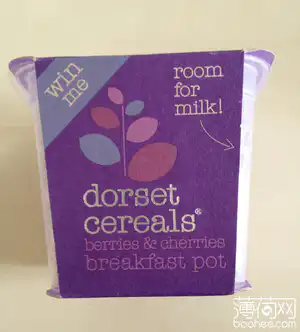 win
me
room
for
milk!
dorset
cereals®
berries & cherries
breakfast pot
薄荷网
boohee.com